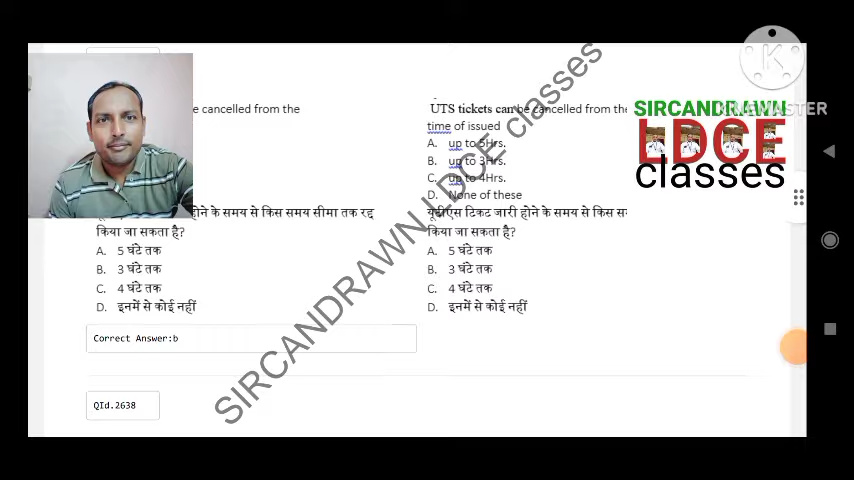 e cancelled from the
होने के समय से किस समय सीमा तक रद्द
किया जा सकता है?
A. 5 घंटे तक
B. 3 घंटे तक
C. 4 घंटे तक
D. इनमें से कोई नहीं
Correct Answer:b
QId.2638
UTS tickets can be cancelled from the
time of issued
A. up to 5Hrs.
B. up to 3Hrs.
C. up to 4Hrs.
D. None of these
यूटीएस टिकट जारी होने के समय से किस
किया जा सकता है?
A. 5 घंटे तक
B. 3 घंटे तक
C. 4 घंटे तक
D. इनमें से कोई नहीं
SIRCANDRAWN LDCE classes
SIRCANDRAWN
LDCE
classes
K
KINEMASTER